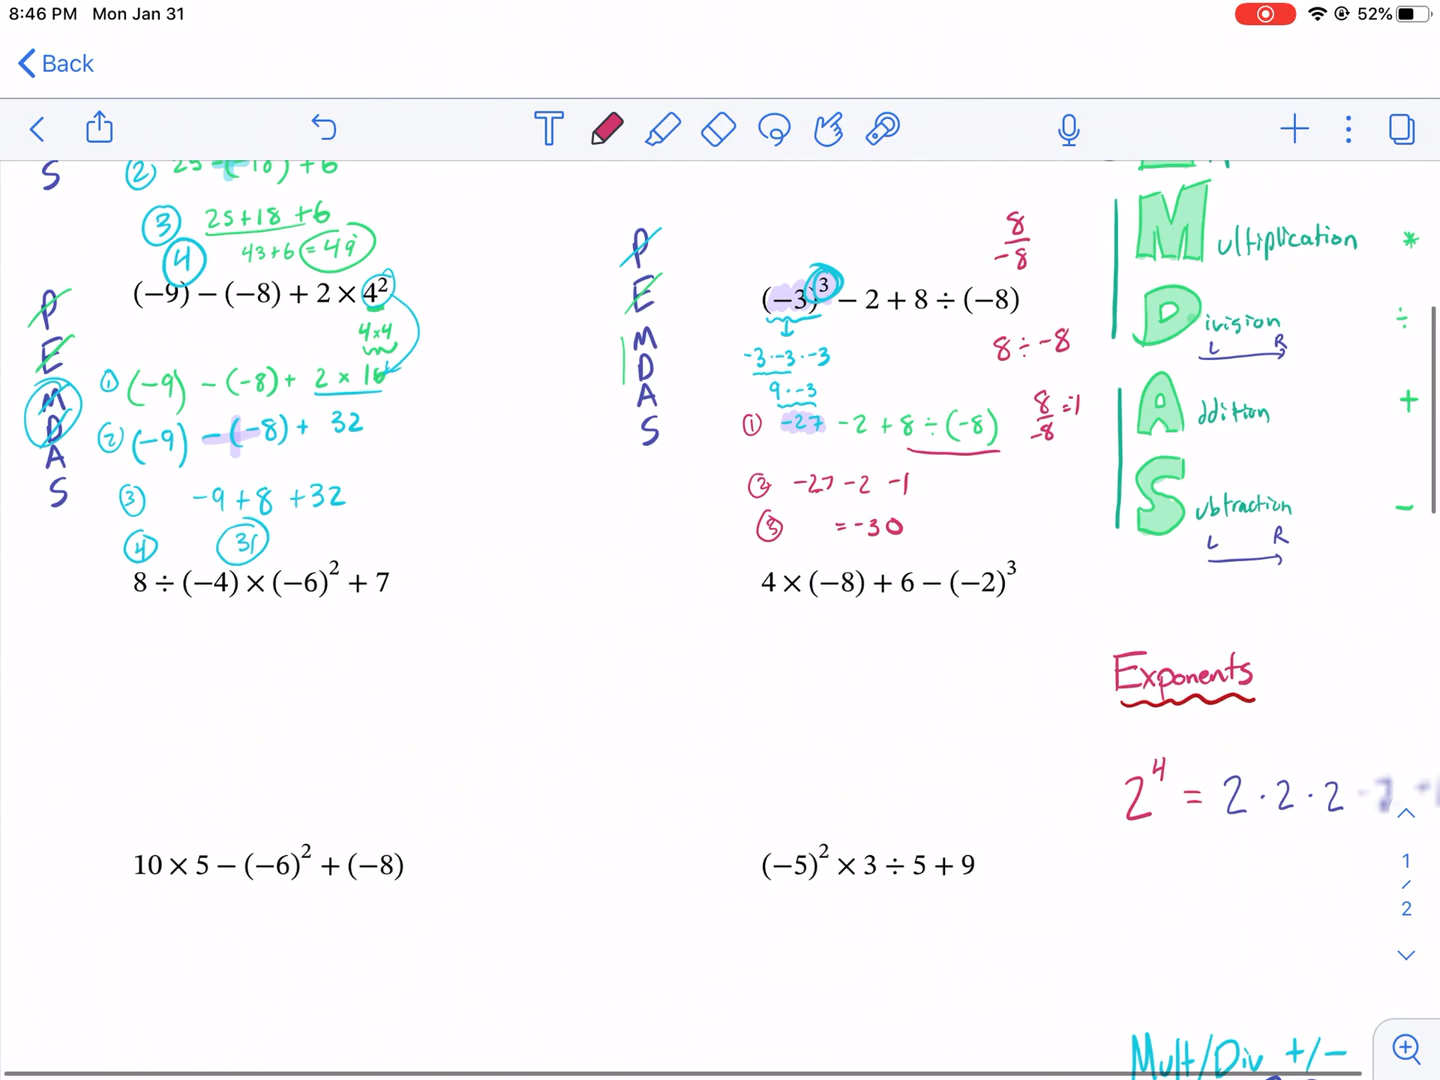 8:46 PM Mon Jan 31
52%
Back
S
② 25 - (-18) + 6
③ 25+18 +6
④ 43+6 = 49
(−9) − (−8) + 2 × 4²
4×4
P
E
M
D
A
S
① (-9) - (-8) + 2 × 16
② (-9) - (-8) + 32
③ -9 + 8 + 32
④ 31
P
E
M
D
A
S
8/-8
(−3)³ − 2 + 8 ÷ (−8)
8 ÷ -8
-3 · -3 · -3
9 · -3
① -27 - 2 + 8 ÷ (-8)
8/-8 = -1
② -27 - 2 - 1
③ = -30
8 ÷ (−4) × (−6)² + 7
4 × (−8) + 6 − (−2)³
10 × 5 − (−6)² + (−8)
(−5)² × 3 ÷ 5 + 9
Multiplication *
Division ÷
L R
Addition +
Subtraction -
L R
Exponents
2⁴ = 2 · 2 · 2
1
/
2
Mult/Div +/-